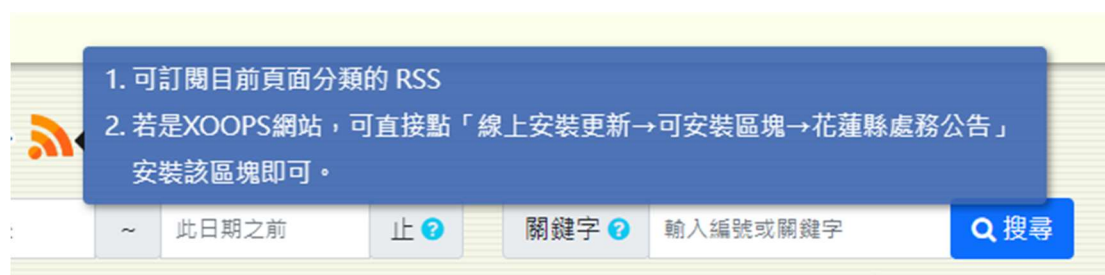 1. 可訂閱目前頁面分類的 RSS
2. 若是XOOPS網站，可直接點「線上安裝更新→可安裝區塊→花蓮縣處務公告」
安裝該區塊即可。
~ 此日期之前 止 關鍵字 輸入編號或關鍵字 搜尋